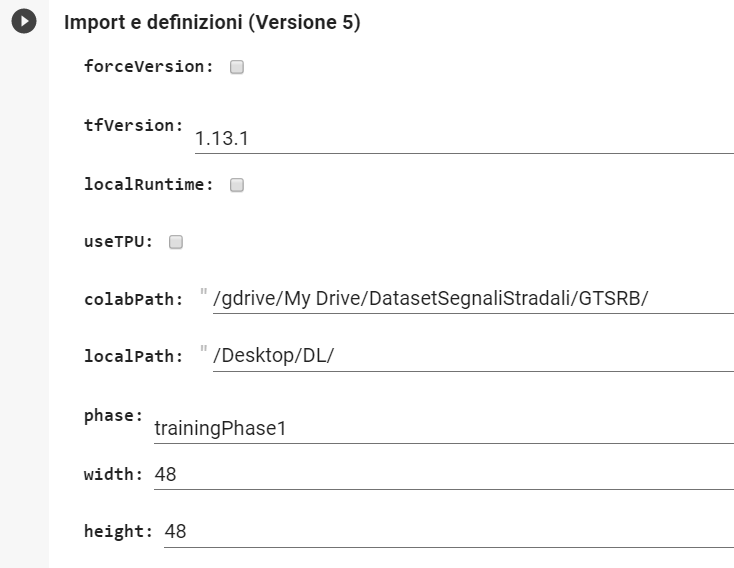 Import e definizioni (Versione 5)
forceVersion:
tfVersion: 1.13.1
localRuntime:
useTPU:
colabPath: " /gdrive/My Drive/DatasetSegnaliStradali/GTSRB/
localPath: " /Desktop/DL/
phase: trainingPhase1
width: 48
height: 48